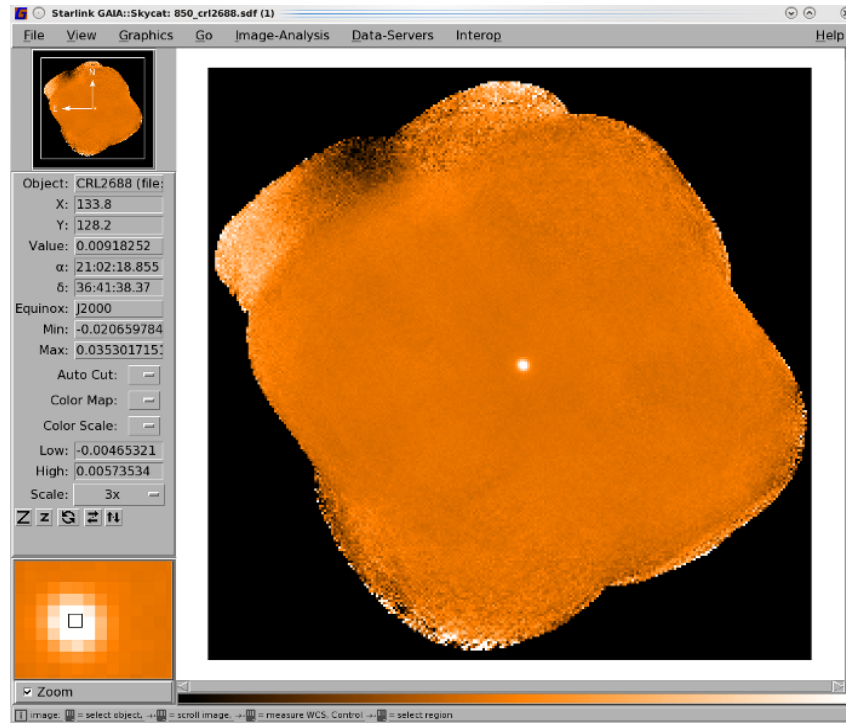 Starlink GAIA::Skycat: 850_crl2688.sdf (1)
File View Graphics Go Image-Analysis Data-Servers Interop Help
N
E
Object: CRL2688 (file:
X: 133.8
Y: 128.2
Value: 0.00918252
α: 21:02:18.855
δ: 36:41:38.37
Equinox: J2000
Min: -0.020659784
Max: 0.0353017151
Auto Cut:
Color Map:
Color Scale:
Low: -0.00465321
High: 0.00573534
Scale: 3x
Z z
Zoom
image: = select object, = scroll image, = measure WCS, Control = select region